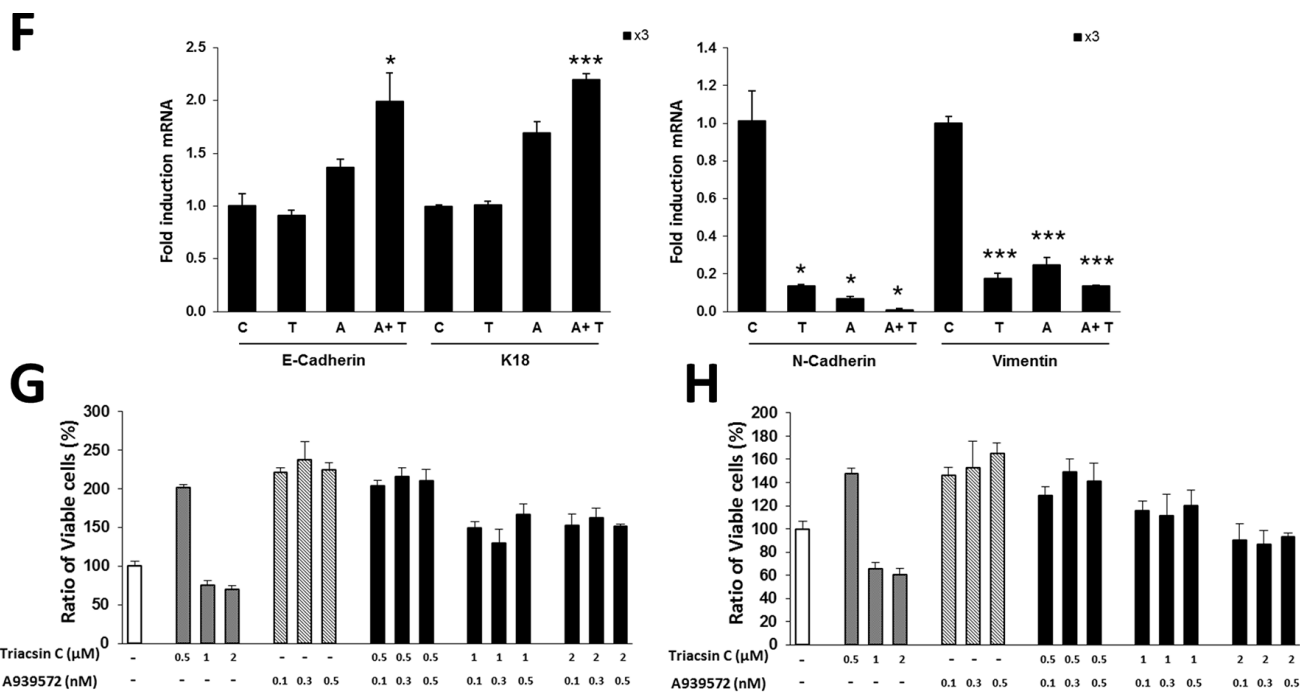 F
x3
Fold induction mRNA
2.5
2.0
1.5
1.0
0.5
0.0
*
***
C T A A+ T C T A A+ T
E-Cadherin K18
x3
Fold induction mRNA
1.4
1.2
1.0
0.8
0.6
0.4
0.2
0.0
* * * *** *** ***
C T A A+ T C T A A+ T
N-Cadherin Vimentin
G
Ratio of Viable cells (%)
300
250
200
150
100
50
0
Triacsin C (μM) - 0.5 1 2 - - - 0.5 0.5 0.5 1 1 1 2 2 2
A939572 (nM) - - - - 0.1 0.3 0.5 0.1 0.3 0.5 0.1 0.3 0.5 0.1 0.3 0.5
H
Ratio of Viable cells (%)
200
180
160
140
120
100
80
60
40
20
0
Triacsin C (μM) - 0.5 1 2 - - - 0.5 0.5 0.5 1 1 1 2 2 2
A939572 (nM) - - - - 0.1 0.3 0.5 0.1 0.3 0.5 0.1 0.3 0.5 0.1 0.3 0.5